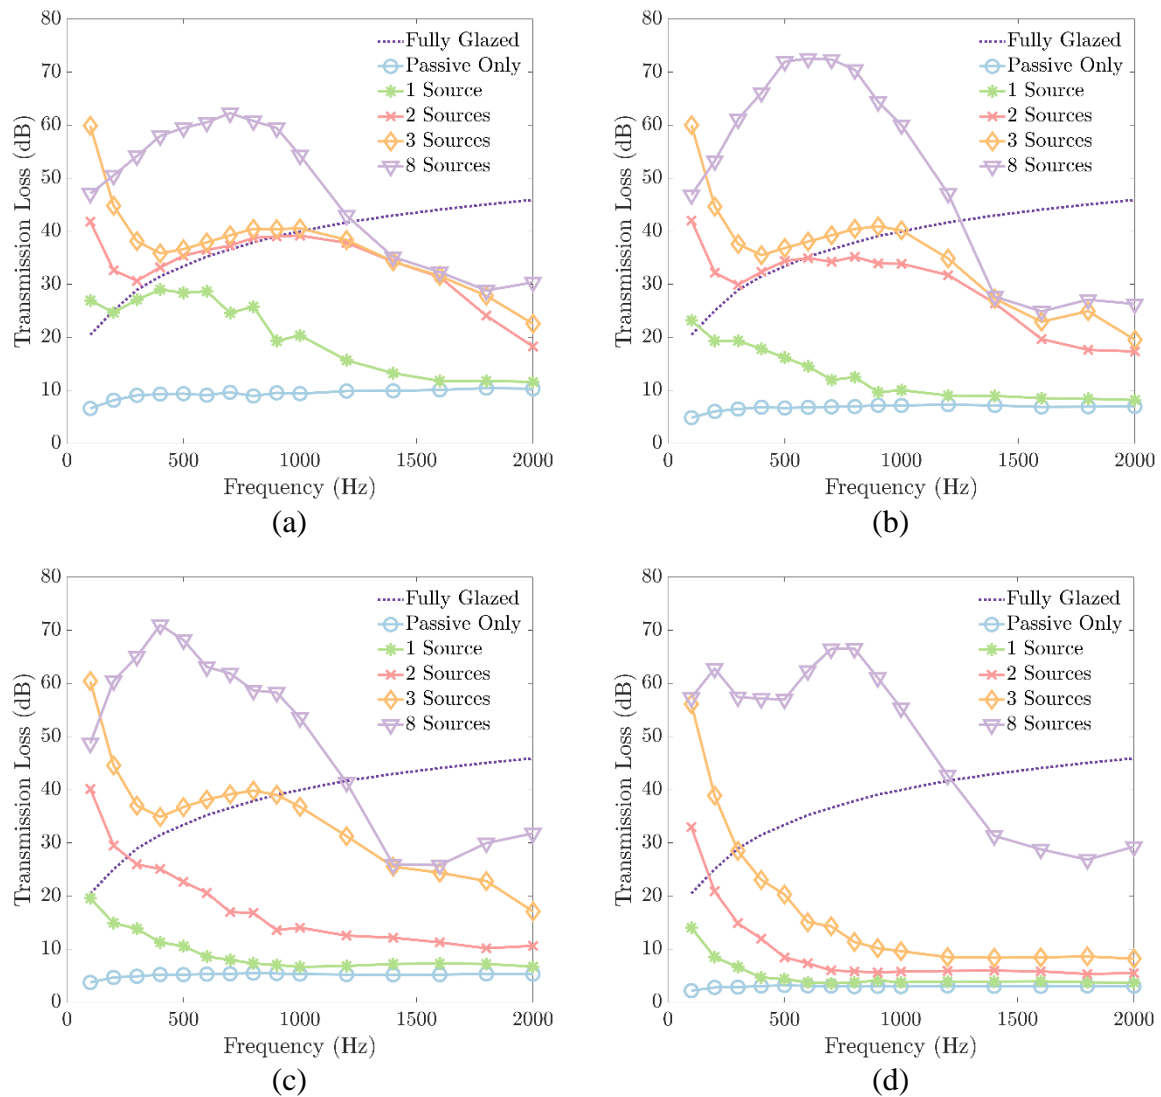 80
70
60
50
40
30
20
10
0
Transmission Loss (dB)
Fully Glazed
Passive Only
1 Source
2 Sources
3 Sources
8 Sources
0 500 1000 1500 2000
Frequency (Hz)
(a)
80
70
60
50
40
30
20
10
0
Transmission Loss (dB)
Fully Glazed
Passive Only
1 Source
2 Sources
3 Sources
8 Sources
0 500 1000 1500 2000
Frequency (Hz)
(b)
80
70
60
50
40
30
20
10
0
Transmission Loss (dB)
Fully Glazed
Passive Only
1 Source
2 Sources
3 Sources
8 Sources
0 500 1000 1500 2000
Frequency (Hz)
(c)
80
70
60
50
40
30
20
10
0
Transmission Loss (dB)
Fully Glazed
Passive Only
1 Source
2 Sources
3 Sources
8 Sources
0 500 1000 1500 2000
Frequency (Hz)
(d)